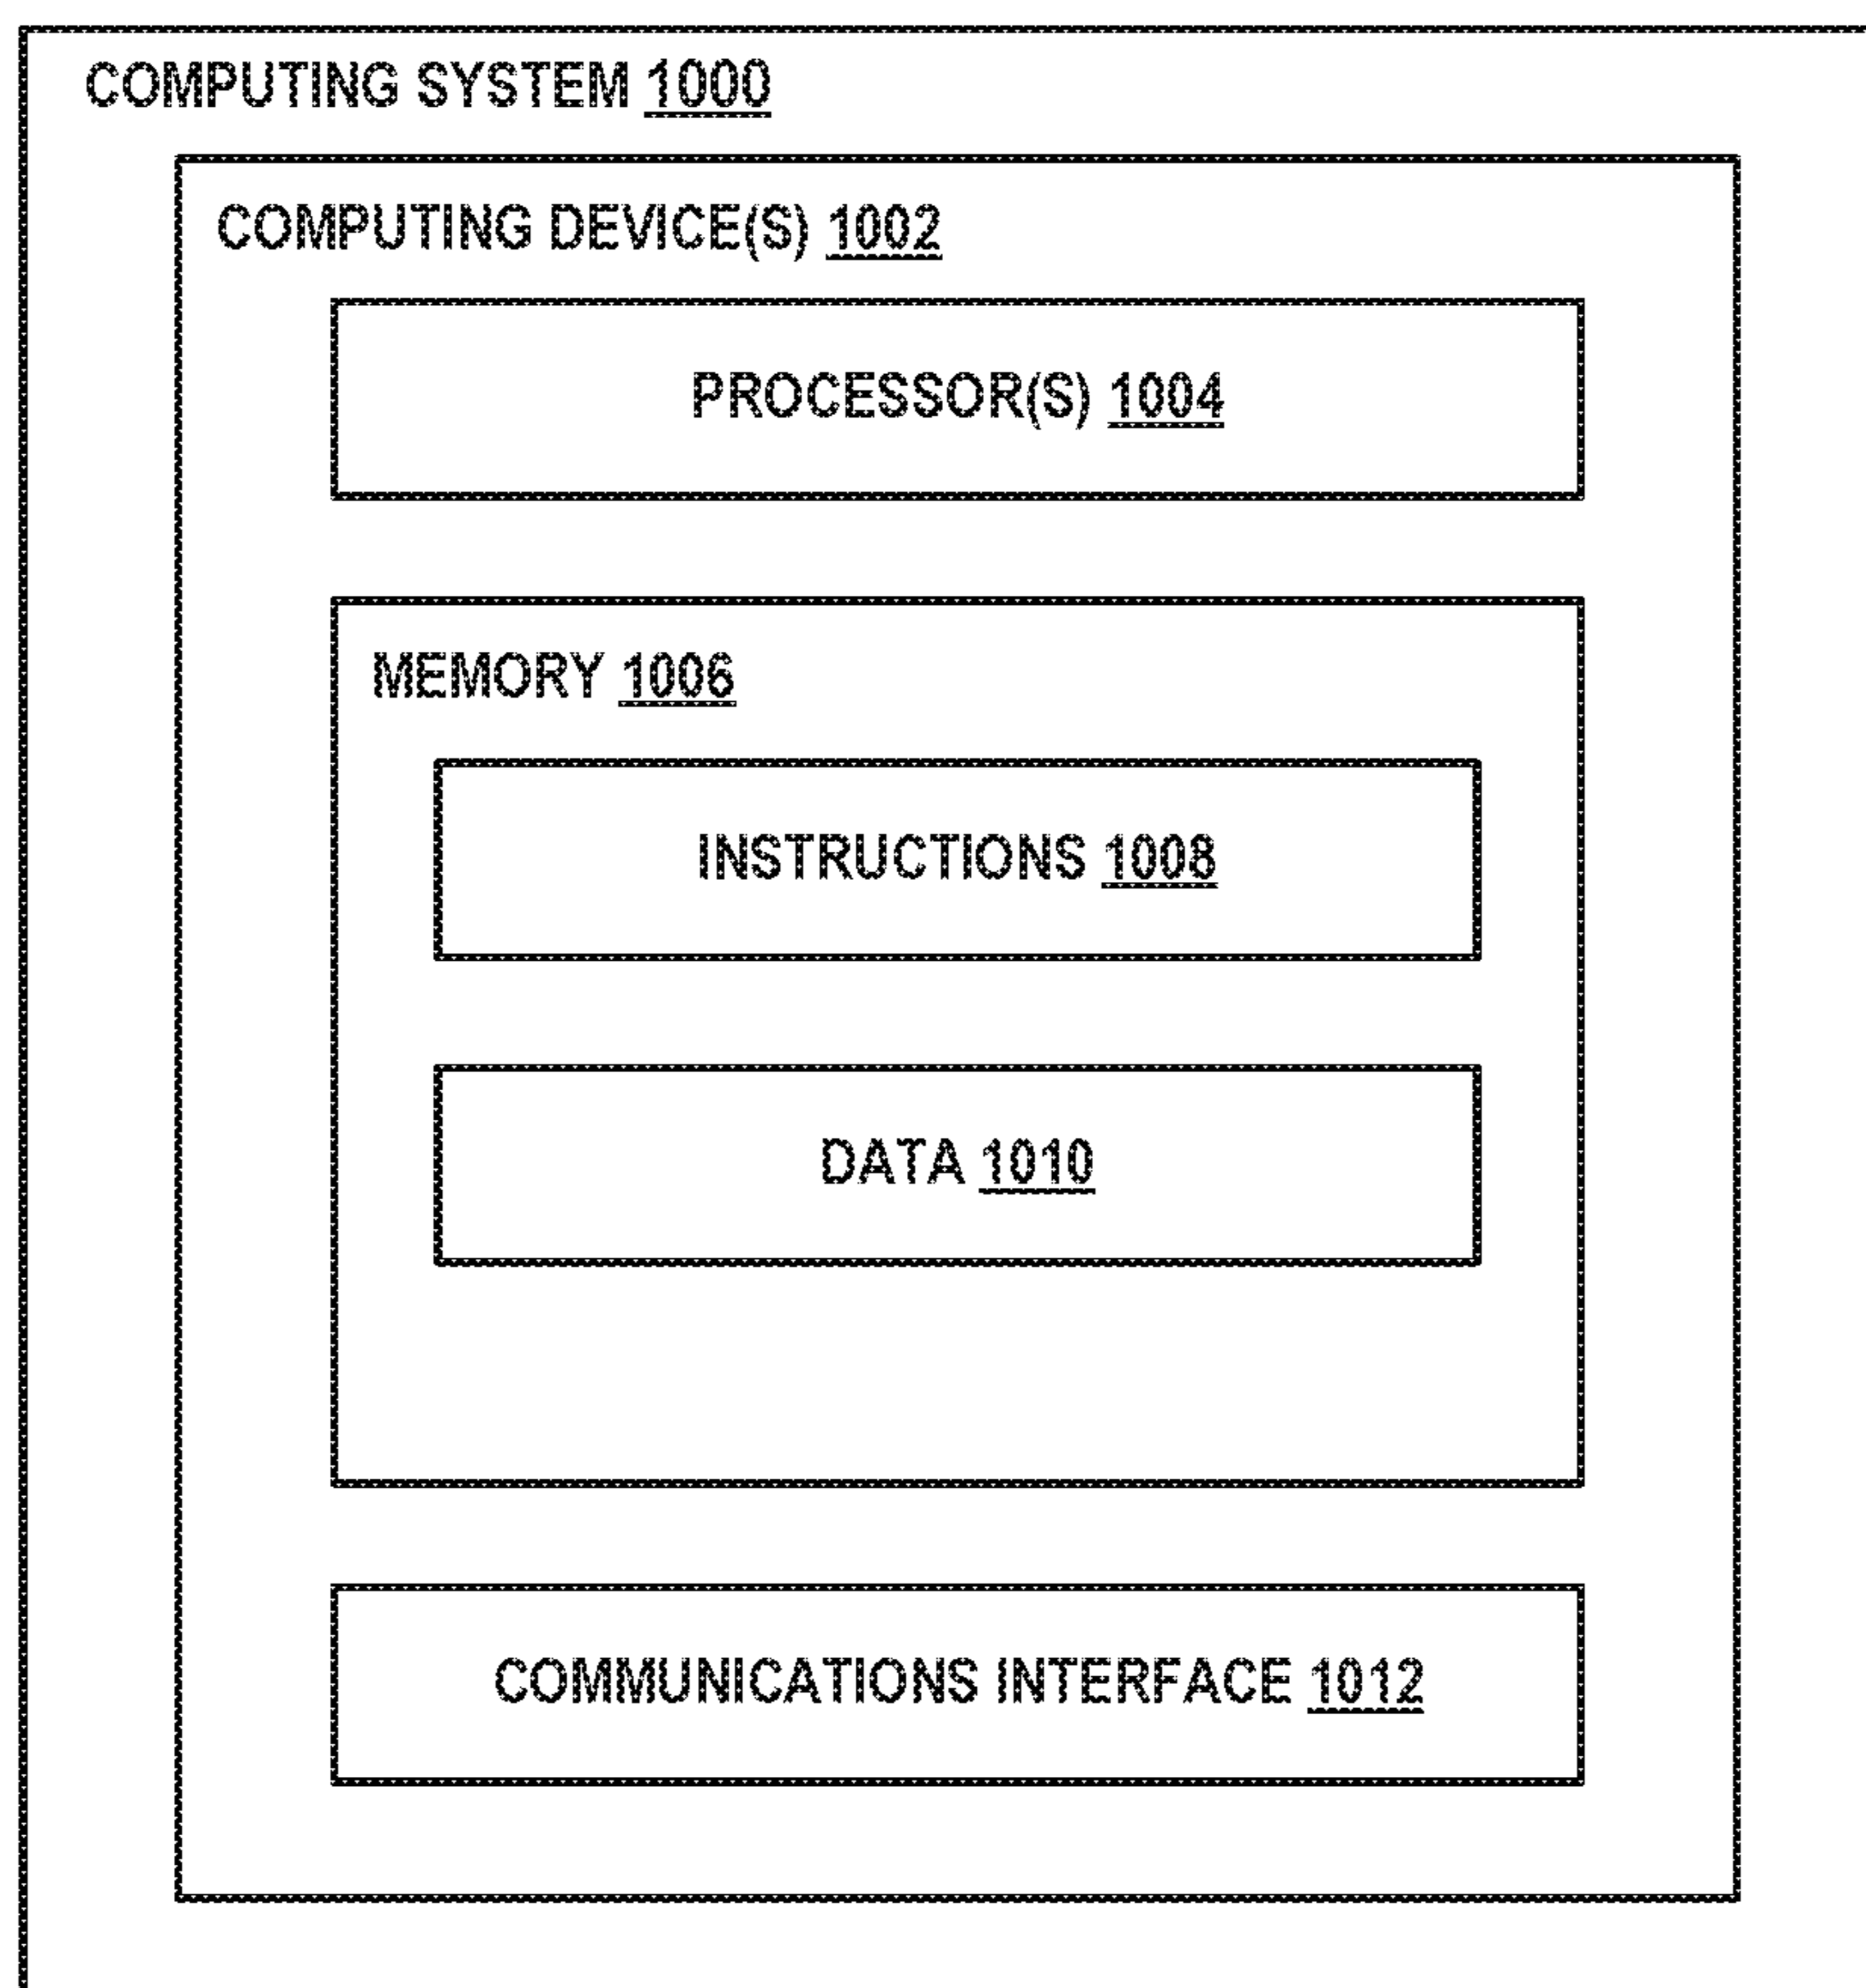 COMPUTING SYSTEM 1000
COMPUTING DEVICE(S) 1002
PROCESSOR(S) 1004
MEMORY 1006
INSTRUCTIONS 1008
DATA 1010
COMMUNICATIONS INTERFACE 1012